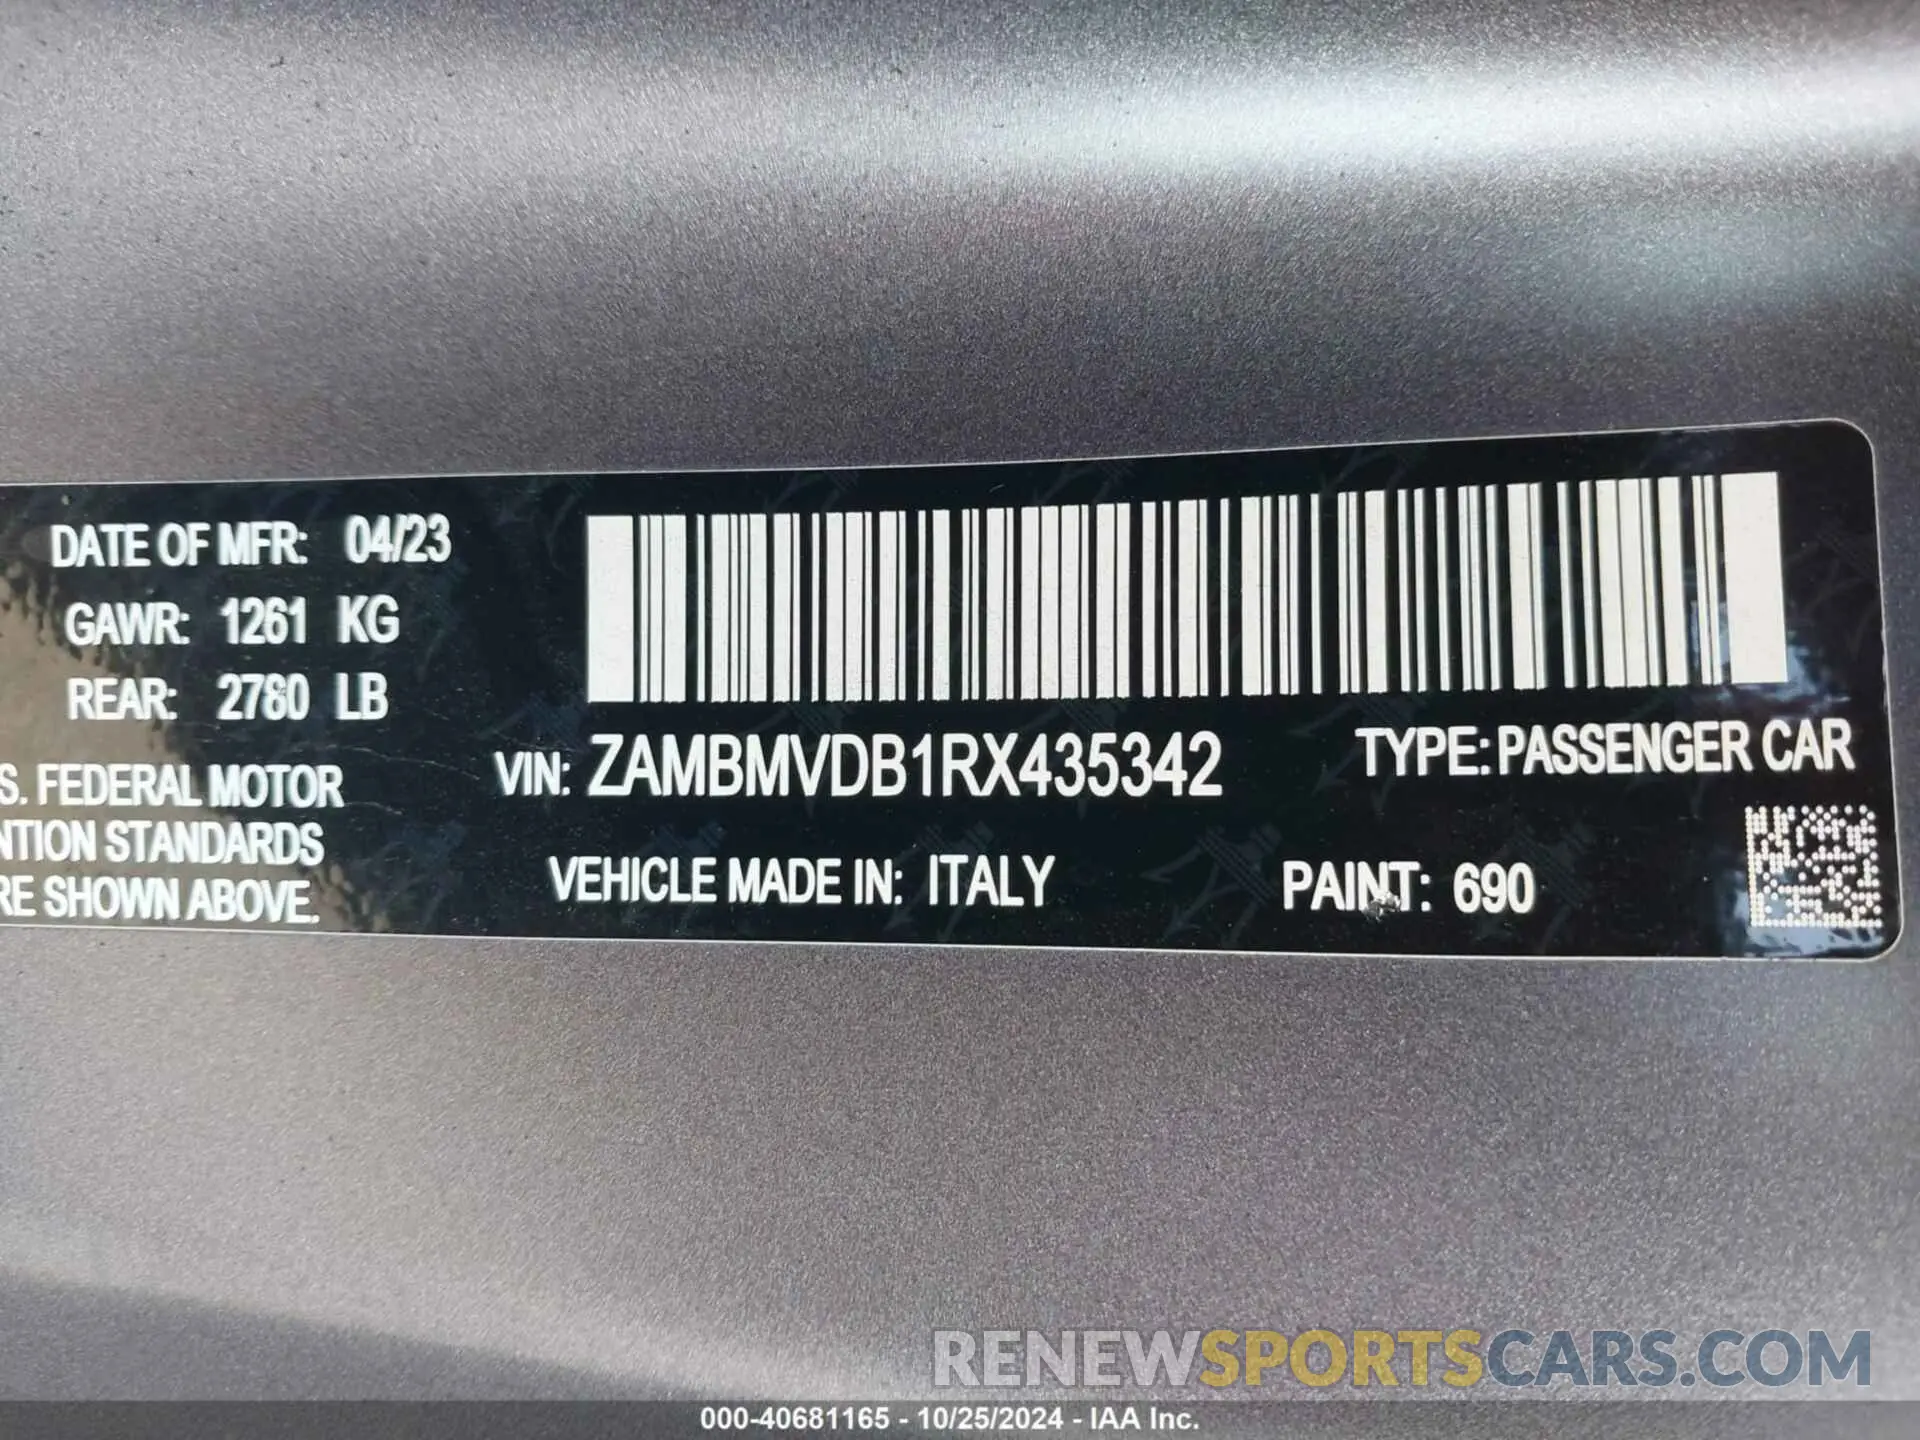 DATE OF MFR: 04/23
GAWR: 1261 KG
REAR: 2780 LB
S. FEDERAL MOTOR
NTION STANDARDS
RE SHOWN ABOVE.
VIN: ZAMBMVDB1RX435342
TYPE: PASSENGER CAR
VEHICLE MADE IN: ITALY
PAINT: 690
RENEWSPORTSCARS.COM
000-40681165 - 10/25/2024 - IAA Inc.